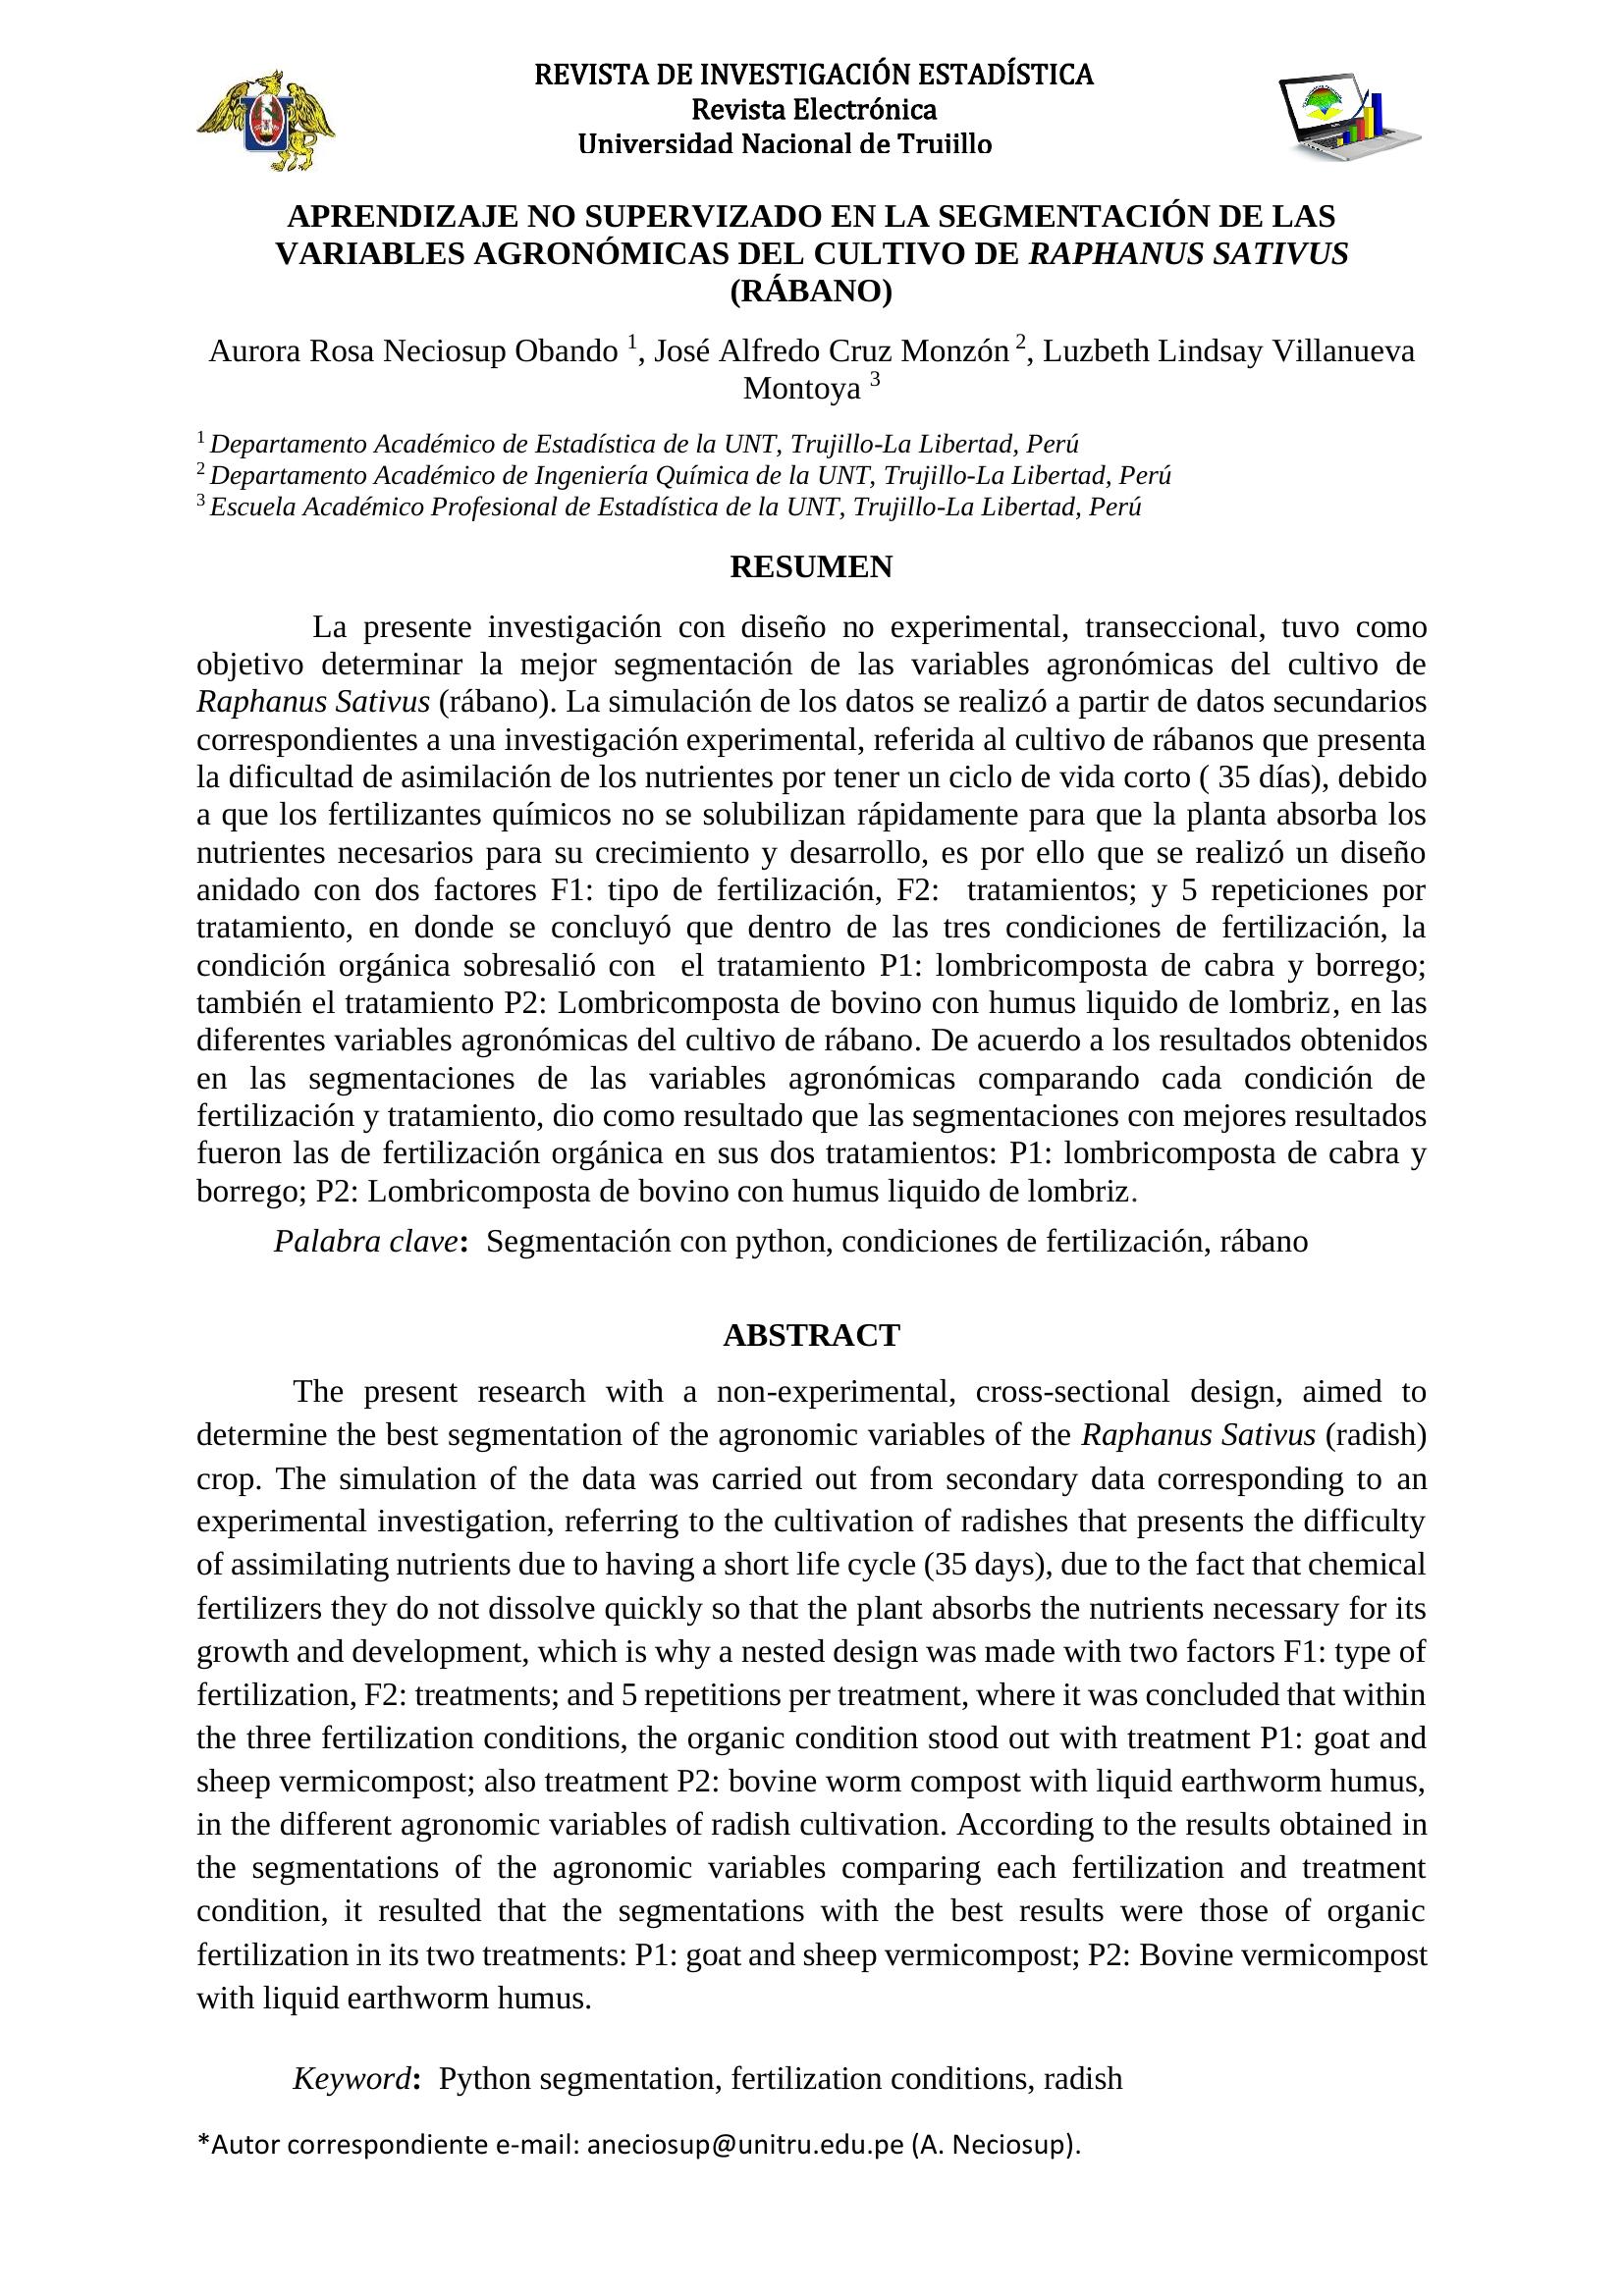 REVISTA DE INVESTIGACIÓN ESTADÍSTICA
Revista Electrónica
Universidad Nacional de Trujillo
APRENDIZAJE NO SUPERVIZADO EN LA SEGMENTACIÓN DE LAS
VARIABLES AGRONÓMICAS DEL CULTIVO DE RAPHANUS SATIVUS
(RÁBANO)
Aurora Rosa Neciosup Obando 1, José Alfredo Cruz Monzón 2, Luzbeth Lindsay Villanueva
Montoya 3
1 Departamento Académico de Estadística de la UNT, Trujillo-La Libertad, Perú
2 Departamento Académico de Ingeniería Química de la UNT, Trujillo-La Libertad, Perú
3 Escuela Académico Profesional de Estadística de la UNT, Trujillo-La Libertad, Perú
RESUMEN
La presente investigación con diseño no experimental, transeccional, tuvo como
objetivo determinar la mejor segmentación de las variables agronómicas del cultivo de
Raphanus Sativus (rábano). La simulación de los datos se realizó a partir de datos secundarios
correspondientes a una investigación experimental, referida al cultivo de rábanos que presenta
la dificultad de asimilación de los nutrientes por tener un ciclo de vida corto ( 35 días), debido
a que los fertilizantes químicos no se solubilizan rápidamente para que la planta absorba los
nutrientes necesarios para su crecimiento y desarrollo, es por ello que se realizó un diseño
anidado con dos factores F1: tipo de fertilización, F2: tratamientos; y 5 repeticiones por
tratamiento, en donde se concluyó que dentro de las tres condiciones de fertilización, la
condición orgánica sobresalió con el tratamiento P1: lombricomposta de cabra y borrego;
también el tratamiento P2: Lombricomposta de bovino con humus liquido de lombriz, en las
diferentes variables agronómicas del cultivo de rábano. De acuerdo a los resultados obtenidos
en las segmentaciones de las variables agronómicas comparando cada condición de
fertilización y tratamiento, dio como resultado que las segmentaciones con mejores resultados
fueron las de fertilización orgánica en sus dos tratamientos: P1: lombricomposta de cabra y
borrego; P2: Lombricomposta de bovino con humus liquido de lombriz.
Palabra clave: Segmentación con python, condiciones de fertilización, rábano
ABSTRACT
The present research with a non-experimental, cross-sectional design, aimed to
determine the best segmentation of the agronomic variables of the Raphanus Sativus (radish)
crop. The simulation of the data was carried out from secondary data corresponding to an
experimental investigation, referring to the cultivation of radishes that presents the difficulty
of assimilating nutrients due to having a short life cycle (35 days), due to the fact that chemical
fertilizers they do not dissolve quickly so that the plant absorbs the nutrients necessary for its
growth and development, which is why a nested design was made with two factors F1: type of
fertilization, F2: treatments; and 5 repetitions per treatment, where it was concluded that within
the three fertilization conditions, the organic condition stood out with treatment P1: goat and
sheep vermicompost; also treatment P2: bovine worm compost with liquid earthworm humus,
in the different agronomic variables of radish cultivation. According to the results obtained in
the segmentations of the agronomic variables comparing each fertilization and treatment
condition, it resulted that the segmentations with the best results were those of organic
fertilization in its two treatments: P1: goat and sheep vermicompost; P2: Bovine vermicompost
with liquid earthworm humus.
Keyword: Python segmentation, fertilization conditions, radish
*Autor correspondiente e-mail: aneciosup@unitru.edu.pe (A. Neciosup).